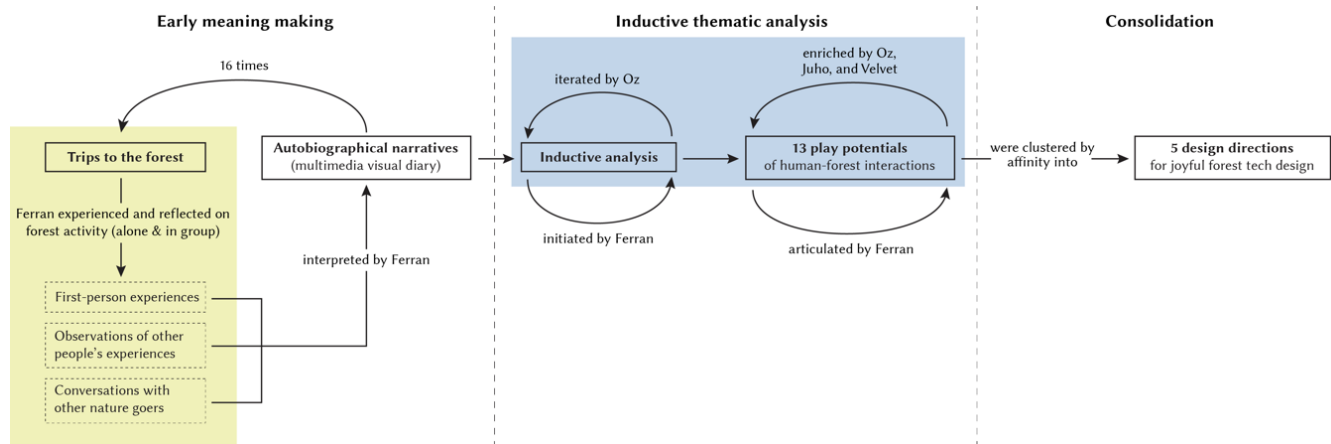 Early meaning making
Inductive thematic analysis
Consolidation
16 times
Trips to the forest
Autobiographical narratives
(multimedia visual diary)
Ferran experienced and reflected on
forest activity (alone & in group)
interpreted by Ferran
First-person experiences
Observations of other
people's experiences
Conversations with
other nature goers
iterated by Oz
Inductive analysis
initiated by Ferran
enriched by Oz,
Juho, and Velvet
13 play potentials
of human-forest interactions
articulated by Ferran
were clustered by
affinity into
5 design directions
for joyful forest tech design